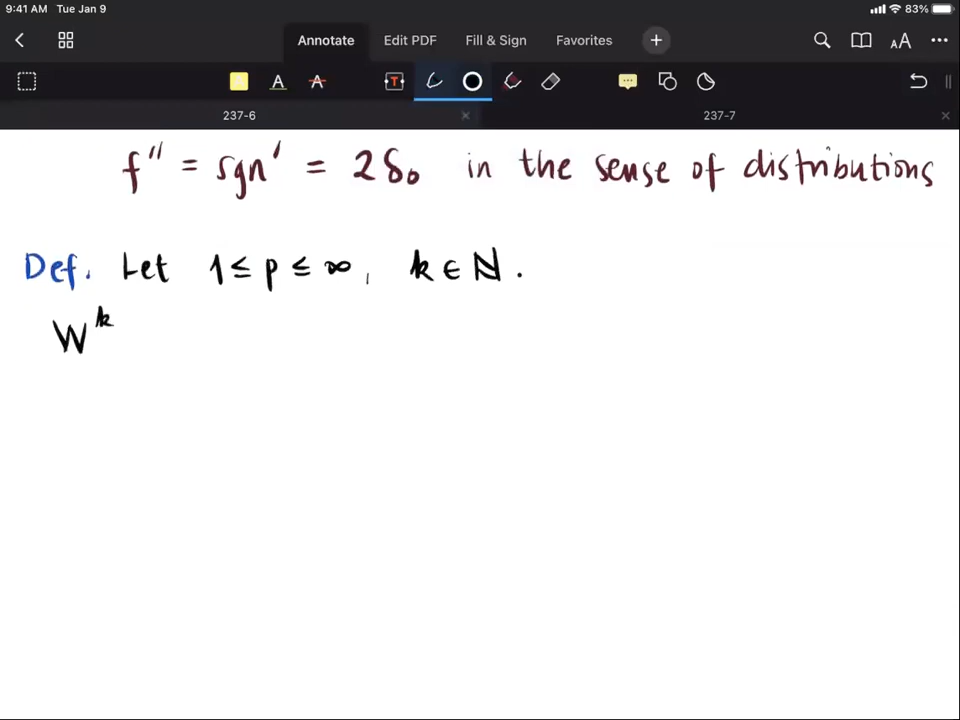 9:41 AM Tue Jan 9 83%
Annotate Edit PDF Fill & Sign Favorites
237-6 237-7
f'' = sgn' = 2δ₀ in the sense of distributions
Def. Let 1 ≤ p ≤ ∞, k ∈ ℕ.
Wᵏ